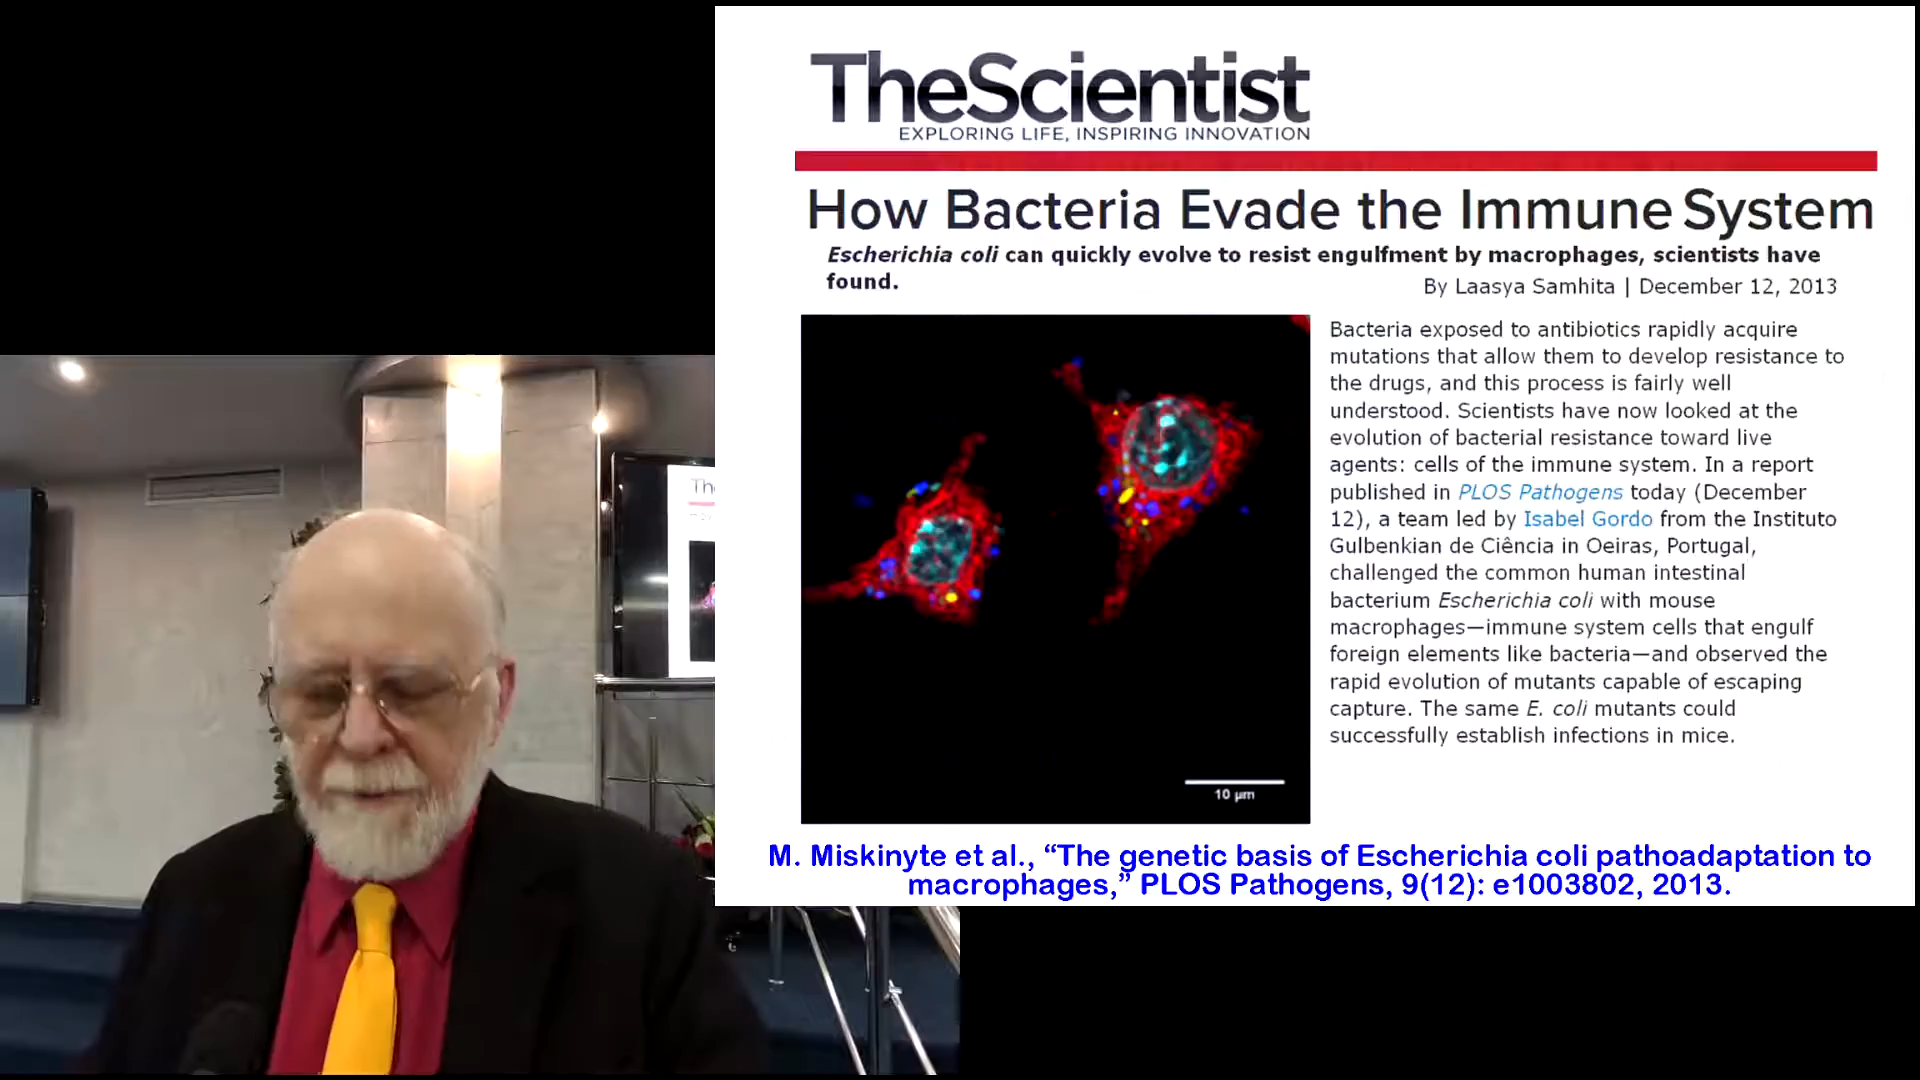 TheScientist
EXPLORING LIFE, INSPIRING INNOVATION
How Bacteria Evade the Immune System
Escherichia coli can quickly evolve to resist engulfment by macrophages, scientists have
found.
By Laasya Samhita | December 12, 2013
Bacteria exposed to antibiotics rapidly acquire
mutations that allow them to develop resistance to
the drugs, and this process is fairly well
understood. Scientists have now looked at the
evolution of bacterial resistance toward live
agents: cells of the immune system. In a report
published in PLOS Pathogens today (December
12), a team led by Isabel Gordo from the Instituto
Gulbenkian de Ciência in Oeiras, Portugal,
challenged the common human intestinal
bacterium Escherichia coli with mouse
macrophages—immune system cells that engulf
foreign elements like bacteria—and observed the
rapid evolution of mutants capable of escaping
capture. The same E. coli mutants could
successfully establish infections in mice.
10 µm
M. Miskinyte et al., “The genetic basis of Escherichia coli pathoadaptation to
macrophages,” PLOS Pathogens, 9(12): e1003802, 2013.
Th